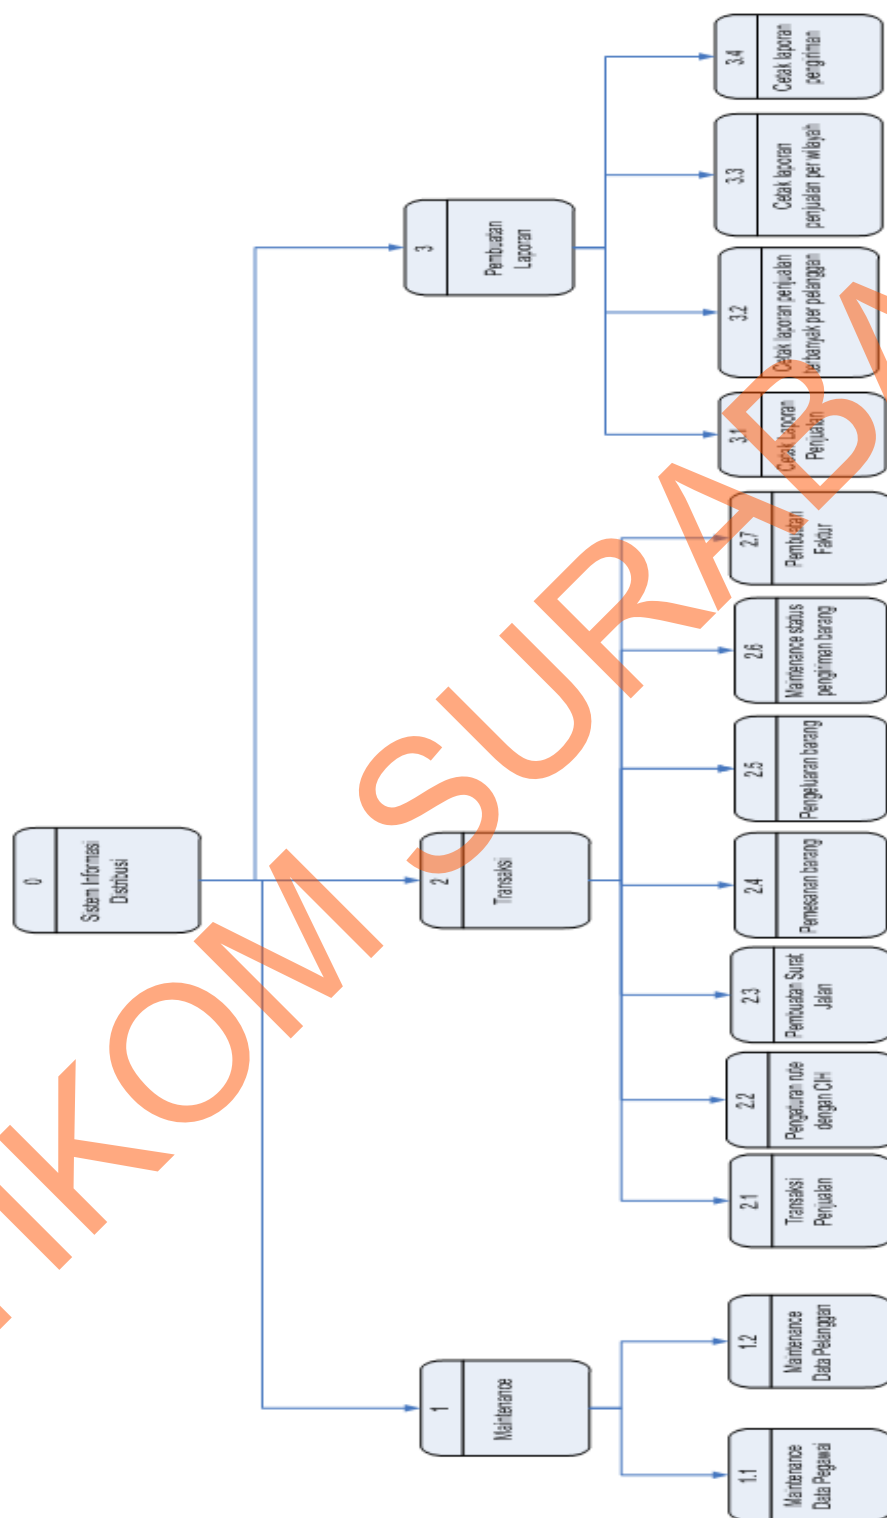 0
Sistem Informasi
Distribusi
1
Maintenance
2
Transaksi
3
Pembuatan
Laporan
1.1
Maintenance
Data Pegawai
1.2
Maintenance
Data Pelanggan
2.1
Transaksi
Penjualan
2.2
Pengaturan rute
dengan CIH
2.3
Pembuatan Surat
Jalan
2.4
Pemesanan barang
2.5
Pengeluaran barang
2.6
Maintenance status
pengiriman barang
2.7
Pembuatan
Faktur
3.1
Cetak Laporan
Penjualan
3.2
Cetak laporan penjualan
terbanyak per pelanggan
3.3
Cetak laporan
penjualan per wilayah
3.4
Cetak laporan
pengiriman
IKOM SURABA